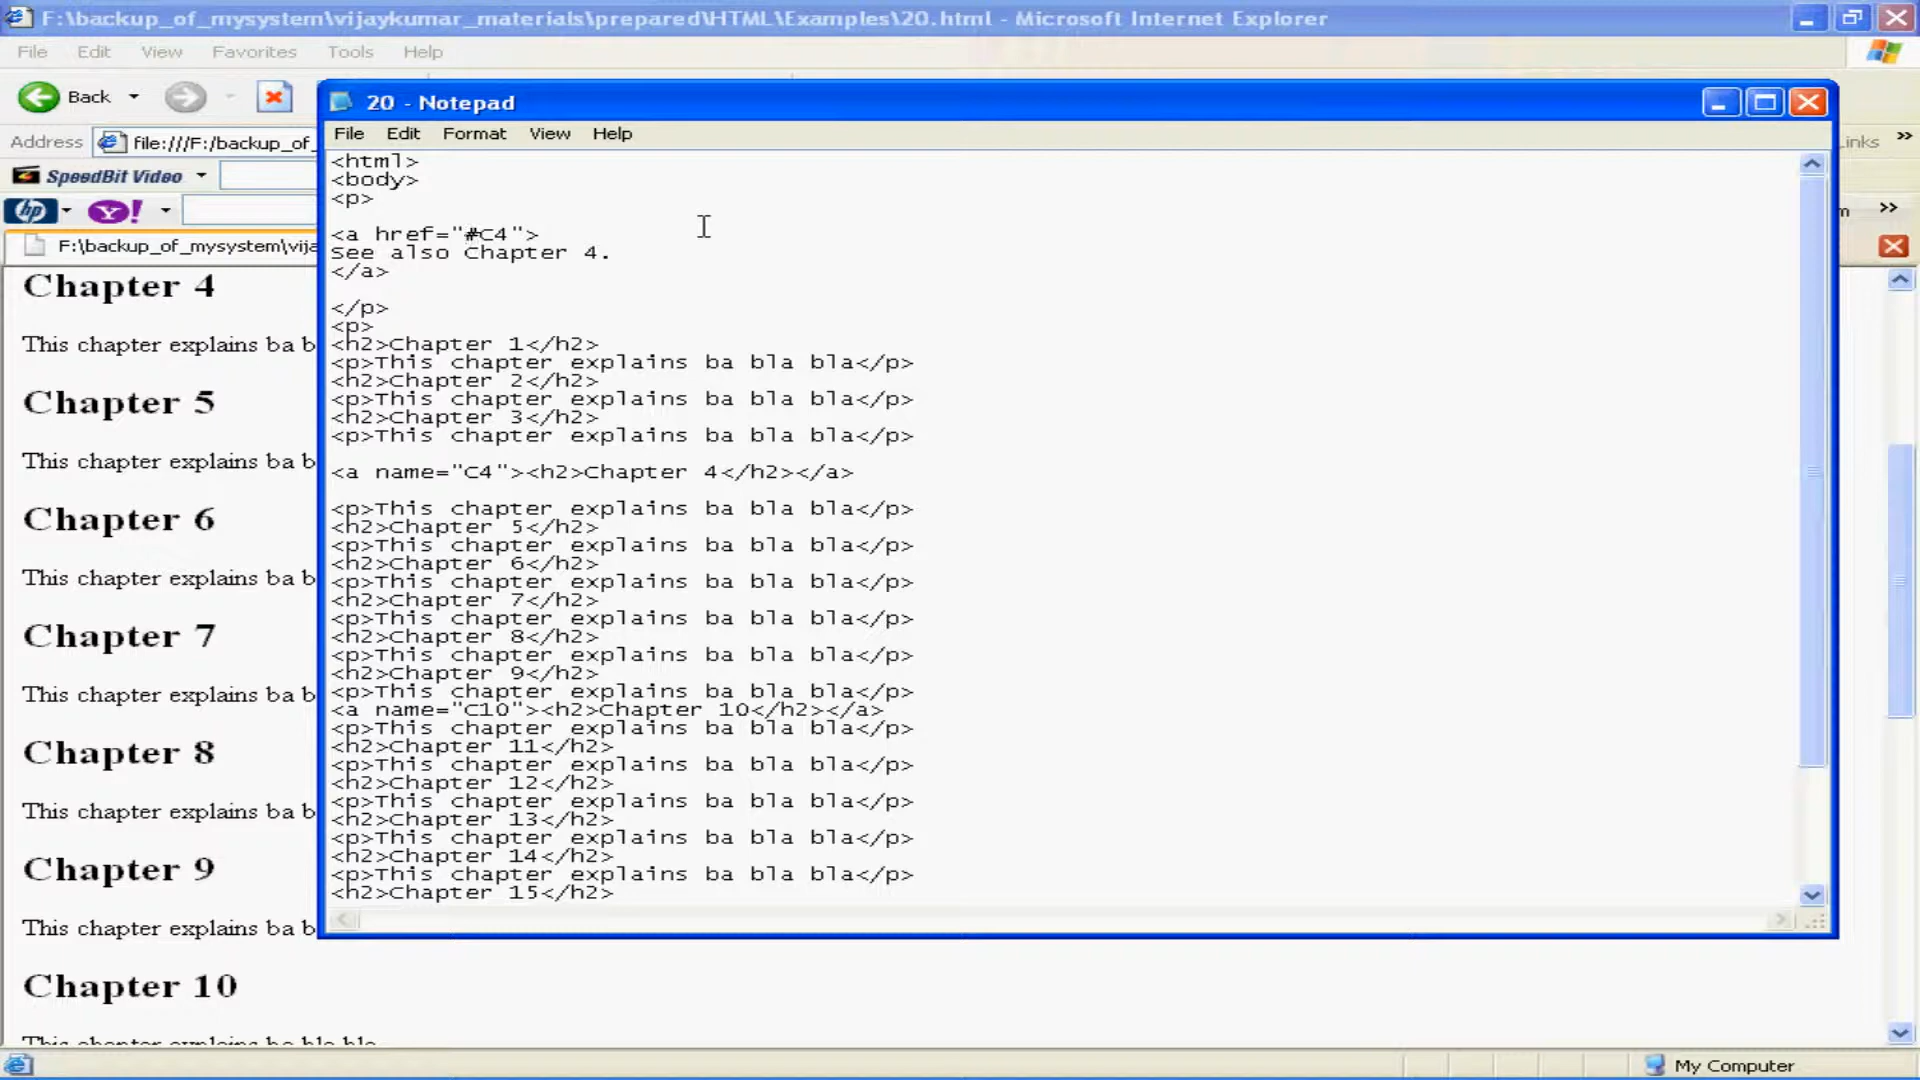 F:\backup_of_mysystem\vijaykumar_materials\prepared\HTML\Examples\20.html - Microsoft Internet Explorer
File Edit View Favorites Tools Help
Back
Address file:///F:/backup_of_
Links
SpeedBit Video
hp Y!
F:\backup_of_mysystem\vija
20 - Notepad
File Edit Format View Help
<html>
<body>
<p>
<a href="#C4">
See also Chapter 4.
</a>
</p>
<p>
<h2>Chapter 1</h2>
<p>This chapter explains ba bla bla</p>
<h2>Chapter 2</h2>
<p>This chapter explains ba bla bla</p>
<h2>Chapter 3</h2>
<p>This chapter explains ba bla bla</p>
<a name="C4"><h2>Chapter 4</h2></a>
<p>This chapter explains ba bla bla</p>
<h2>Chapter 5</h2>
<p>This chapter explains ba bla bla</p>
<h2>Chapter 6</h2>
<p>This chapter explains ba bla bla</p>
<h2>Chapter 7</h2>
<p>This chapter explains ba bla bla</p>
<h2>Chapter 8</h2>
<p>This chapter explains ba bla bla</p>
<h2>Chapter 9</h2>
<p>This chapter explains ba bla bla</p>
<a name="C10"><h2>Chapter 10</h2></a>
<p>This chapter explains ba bla bla</p>
<h2>Chapter 11</h2>
<p>This chapter explains ba bla bla</p>
<h2>Chapter 12</h2>
<p>This chapter explains ba bla bla</p>
<h2>Chapter 13</h2>
<p>This chapter explains ba bla bla</p>
<h2>Chapter 14</h2>
<p>This chapter explains ba bla bla</p>
<h2>Chapter 15</h2>
Chapter 4
This chapter explains ba b
Chapter 5
This chapter explains ba b
Chapter 6
This chapter explains ba b
Chapter 7
This chapter explains ba b
Chapter 8
This chapter explains ba b
Chapter 9
This chapter explains ba b
Chapter 10
This chapter explains ba bla bla
My Computer